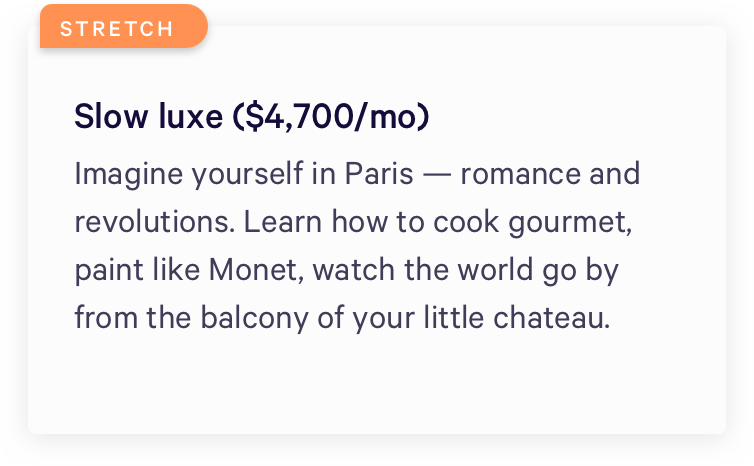 STRETCH
Slow luxe ($4,700/mo)
Imagine yourself in Paris — romance and
revolutions. Learn how to cook gourmet,
paint like Monet, watch the world go by
from the balcony of your little chateau.